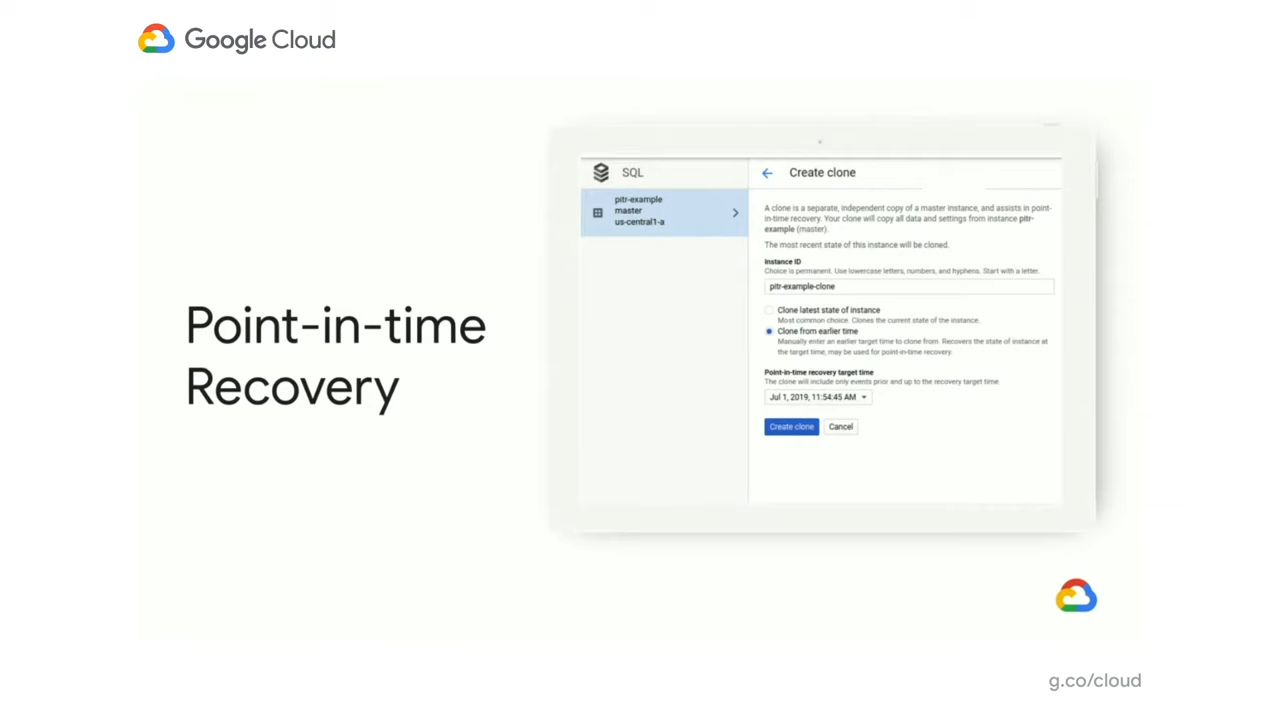 Google Cloud
Point-in-time
Recovery
SQL
pitr-example
master
us-central1-a
Create clone
A clone is a separate, independent copy of a master instance, and assists in point-
in-time recovery. Your clone will copy all data and settings from instance pitr-
example (master).
The most recent state of this instance will be cloned.
Instance ID
Choice is permanent. Use lowercase letters, numbers, and hyphens. Start with a letter.
pitr-example-clone
Clone latest state of instance
Most common choice. Clones the current state of the instance.
Clone from earlier time
Manually enter an earlier target time to clone from. Recovers the state of instance at
the target time, may be used for point-in-time recovery.
Point-in-time recovery target time
The clone will include only events prior and up to the recovery target time.
Jul 1, 2019, 11:54:45 AM
Create clone
Cancel
g.co/cloud